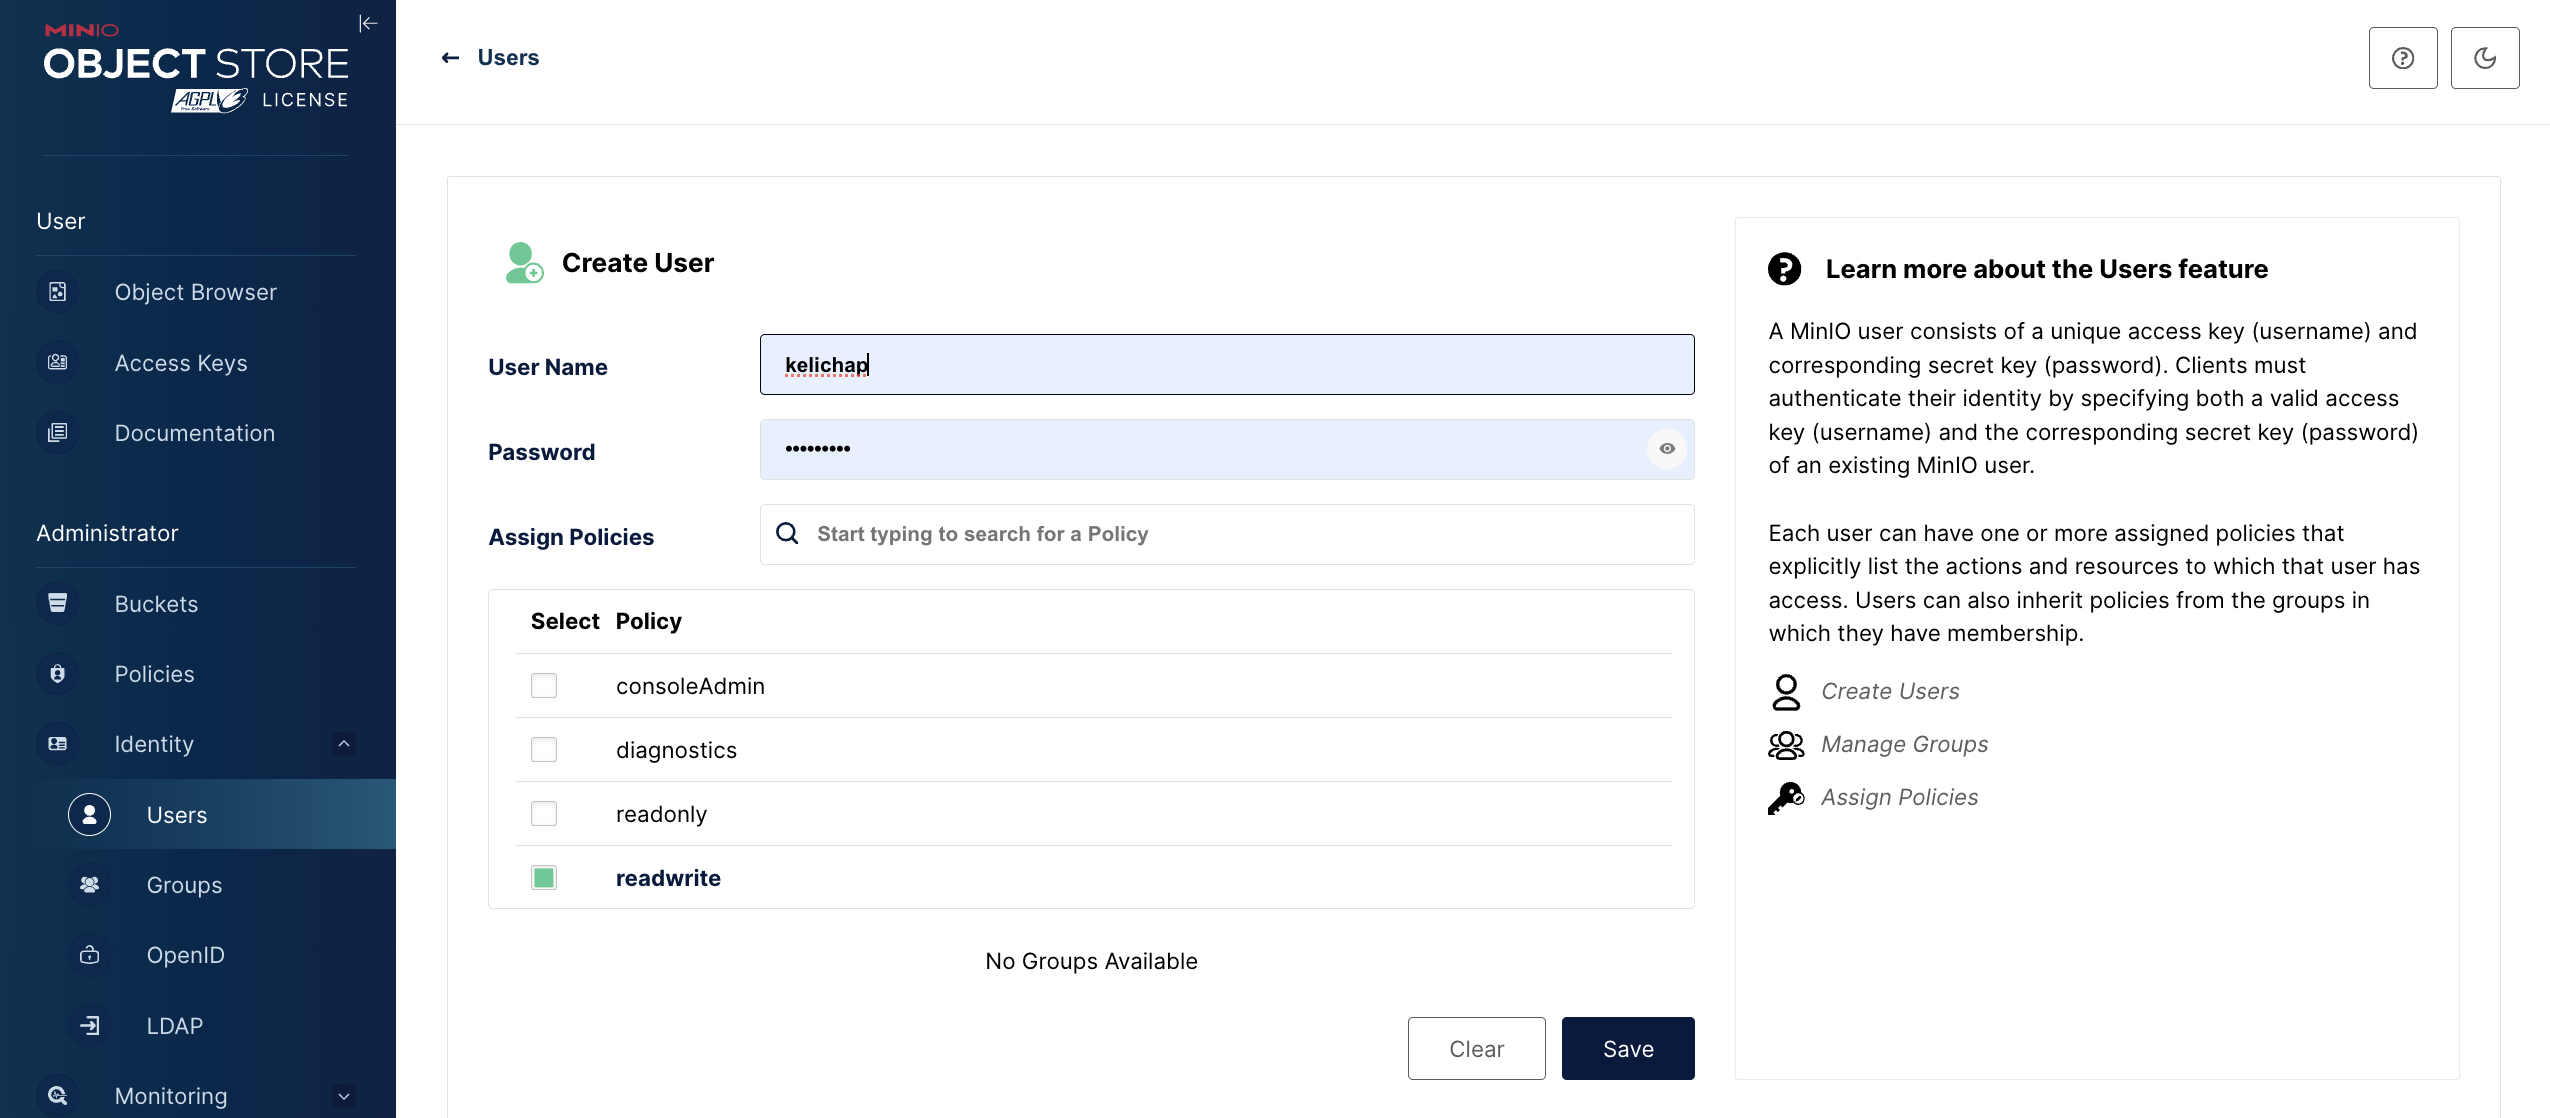 MINIO
OBJECT STORE
AGPL v3 LICENSE
User
Object Browser
Access Keys
Documentation
Administrator
Buckets
Policies
Identity
Users
Groups
OpenID
LDAP
Monitoring
Users
Create User
User Name
kelichap
Password
•••••••••
Assign Policies
Start typing to search for a Policy
Select Policy
consoleAdmin
diagnostics
readonly
readwrite
No Groups Available
Clear
Save
Learn more about the Users feature
A MinIO user consists of a unique access key (username) and
corresponding secret key (password). Clients must
authenticate their identity by specifying both a valid access
key (username) and the corresponding secret key (password)
of an existing MinIO user.
Each user can have one or more assigned policies that
explicitly list the actions and resources to which that user has
access. Users can also inherit policies from the groups in
which they have membership.
Create Users
Manage Groups
Assign Policies